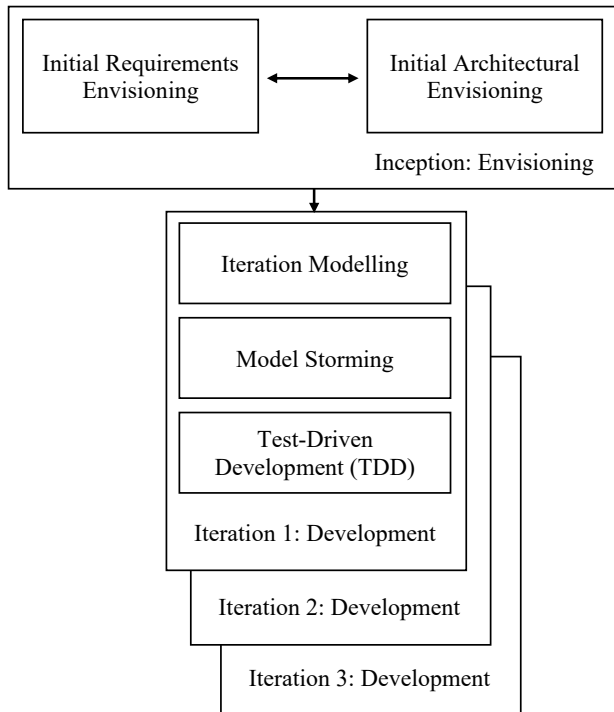 Initial Requirements
Envisioning
Initial Architectural
Envisioning
Inception: Envisioning
Iteration Modelling
Model Storming
Test-Driven
Development (TDD)
Iteration 1: Development
Iteration 2: Development
Iteration 3: Development